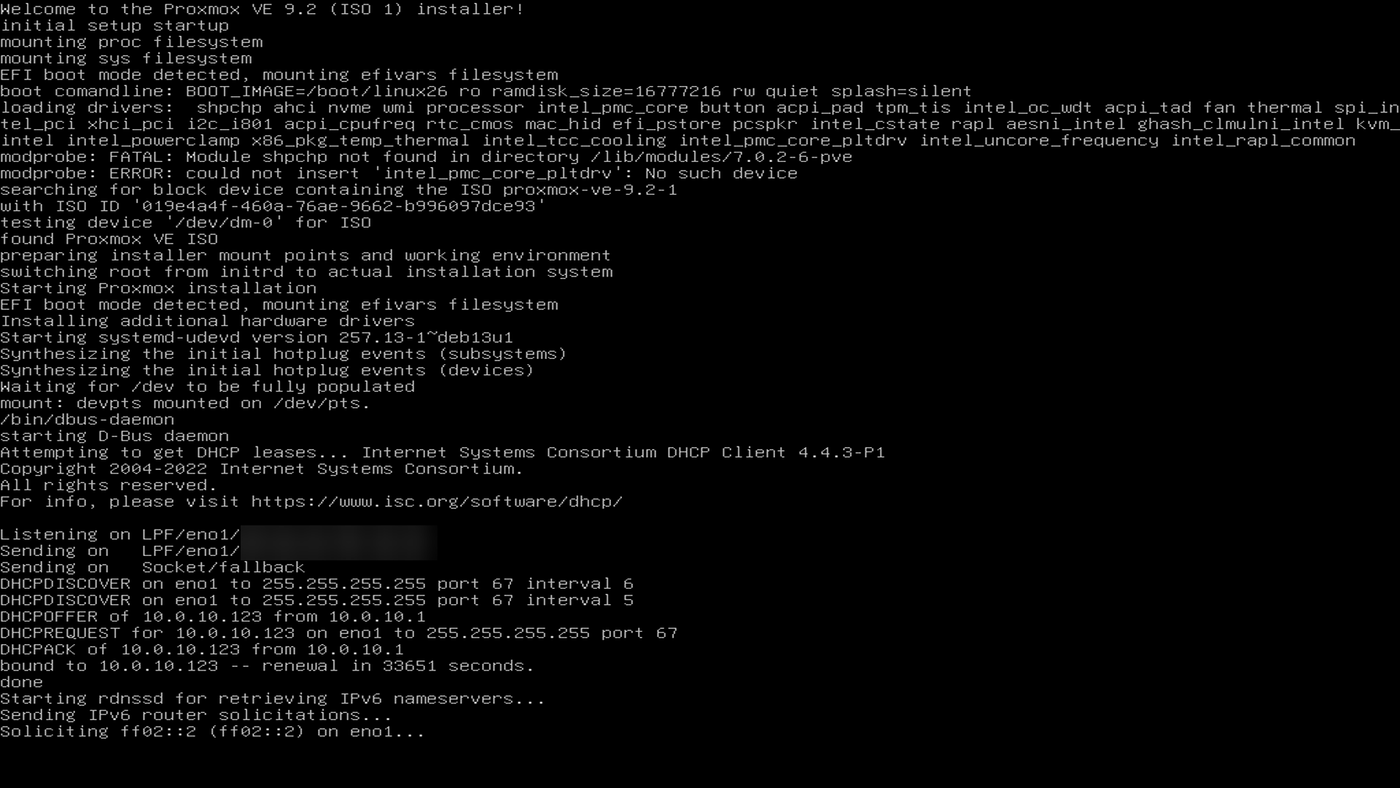 Welcome to the Proxmox VE 9.2 (ISO 1) installer!
initial setup startup
mounting proc filesystem
mounting sys filesystem
EFI boot mode detected, mounting efivars filesystem
boot comandline: BOOT_IMAGE=/boot/linux26 ro ramdisk_size=16777216 rw quiet splash=silent
loading drivers:  shpchp ahci nvme wmi processor intel_pmc_core button acpi_pad tpm_tis intel_oc_wdt acpi_tad fan thermal spi_in
tel_pci xhci_pci i2c_i801 acpi_cpufreq rtc_cmos mac_hid efi_pstore pcspkr intel_cstate rapl aesni_intel ghash_clmulni_intel kvm_
intel intel_powerclamp x86_pkg_temp_thermal intel_tcc_cooling intel_pmc_core_pltdrv intel_uncore_frequency intel_rapl_common
modprobe: FATAL: Module shpchp not found in directory /lib/modules/7.0.2-6-pve
modprobe: ERROR: could not insert 'intel_pmc_core_pltdrv': No such device
searching for block device containing the ISO proxmox-ve-9.2-1
with ISO ID '019e4a4f-460a-76ae-9662-b996097dce93'
testing device '/dev/dm-0' for ISO
found Proxmox VE ISO
preparing installer mount points and working environment
switching root from initrd to actual installation system
Starting Proxmox installation
EFI boot mode detected, mounting efivars filesystem
Installing additional hardware drivers
Starting systemd-udevd version 257.13-1~deb13u1
Synthesizing the initial hotplug events (subsystems)
Synthesizing the initial hotplug events (devices)
Waiting for /dev to be fully populated
mount: devpts mounted on /dev/pts.
/bin/dbus-daemon
starting D-Bus daemon
Attempting to get DHCP leases... Internet Systems Consortium DHCP Client 4.4.3-P1
Copyright 2004-2022 Internet Systems Consortium.
All rights reserved.
For info, please visit https://www.isc.org/software/dhcp/
Listening on LPF/eno1/
Sending on   LPF/eno1/
Sending on   Socket/fallback
DHCPDISCOVER on eno1 to 255.255.255.255 port 67 interval 6
DHCPDISCOVER on eno1 to 255.255.255.255 port 67 interval 5
DHCPOFFER of 10.0.10.123 from 10.0.10.1
DHCPREQUEST for 10.0.10.123 on eno1 to 255.255.255.255 port 67
DHCPACK of 10.0.10.123 from 10.0.10.1
bound to 10.0.10.123 -- renewal in 33651 seconds.
done
Starting rdnssd for retrieving IPv6 nameservers...
Sending IPv6 router solicitations...
Soliciting ff02::2 (ff02::2) on eno1...